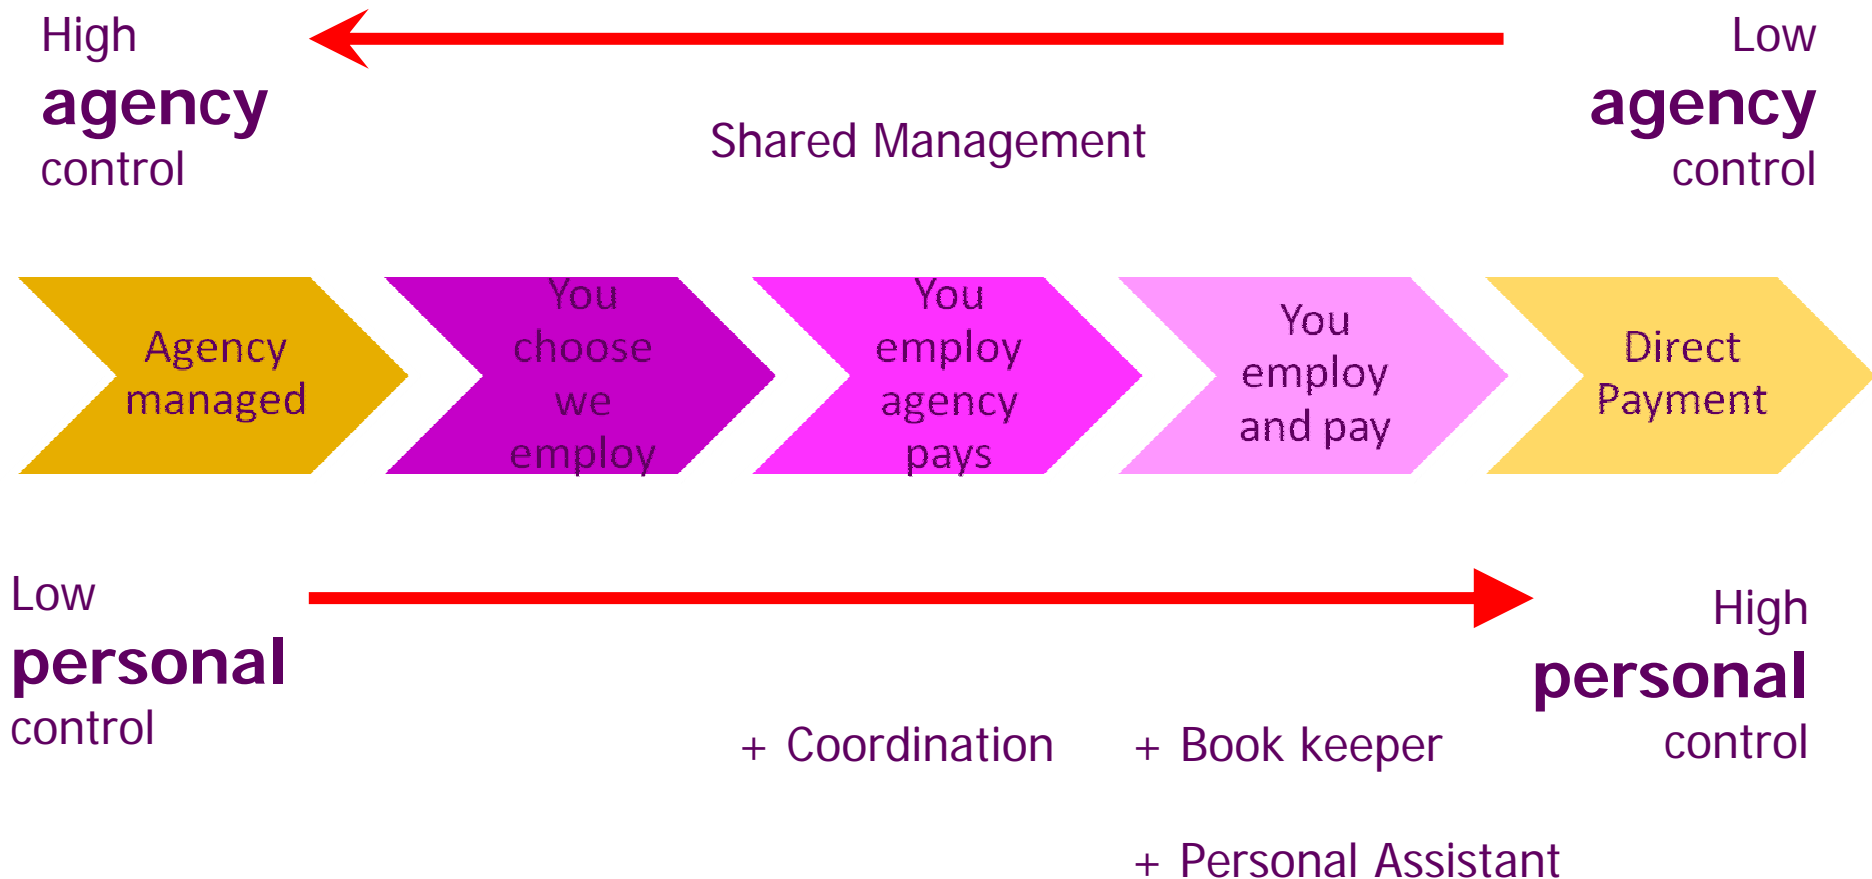 High
agency
control
Low
agency
control
Shared Management
Agency
managed
You
choose
we
employ
You
employ
agency
pays
You
employ
and pay
Direct
Payment
Low
personal
control
High
personal
control
+ Coordination
+ Book keeper
+ Personal Assistant